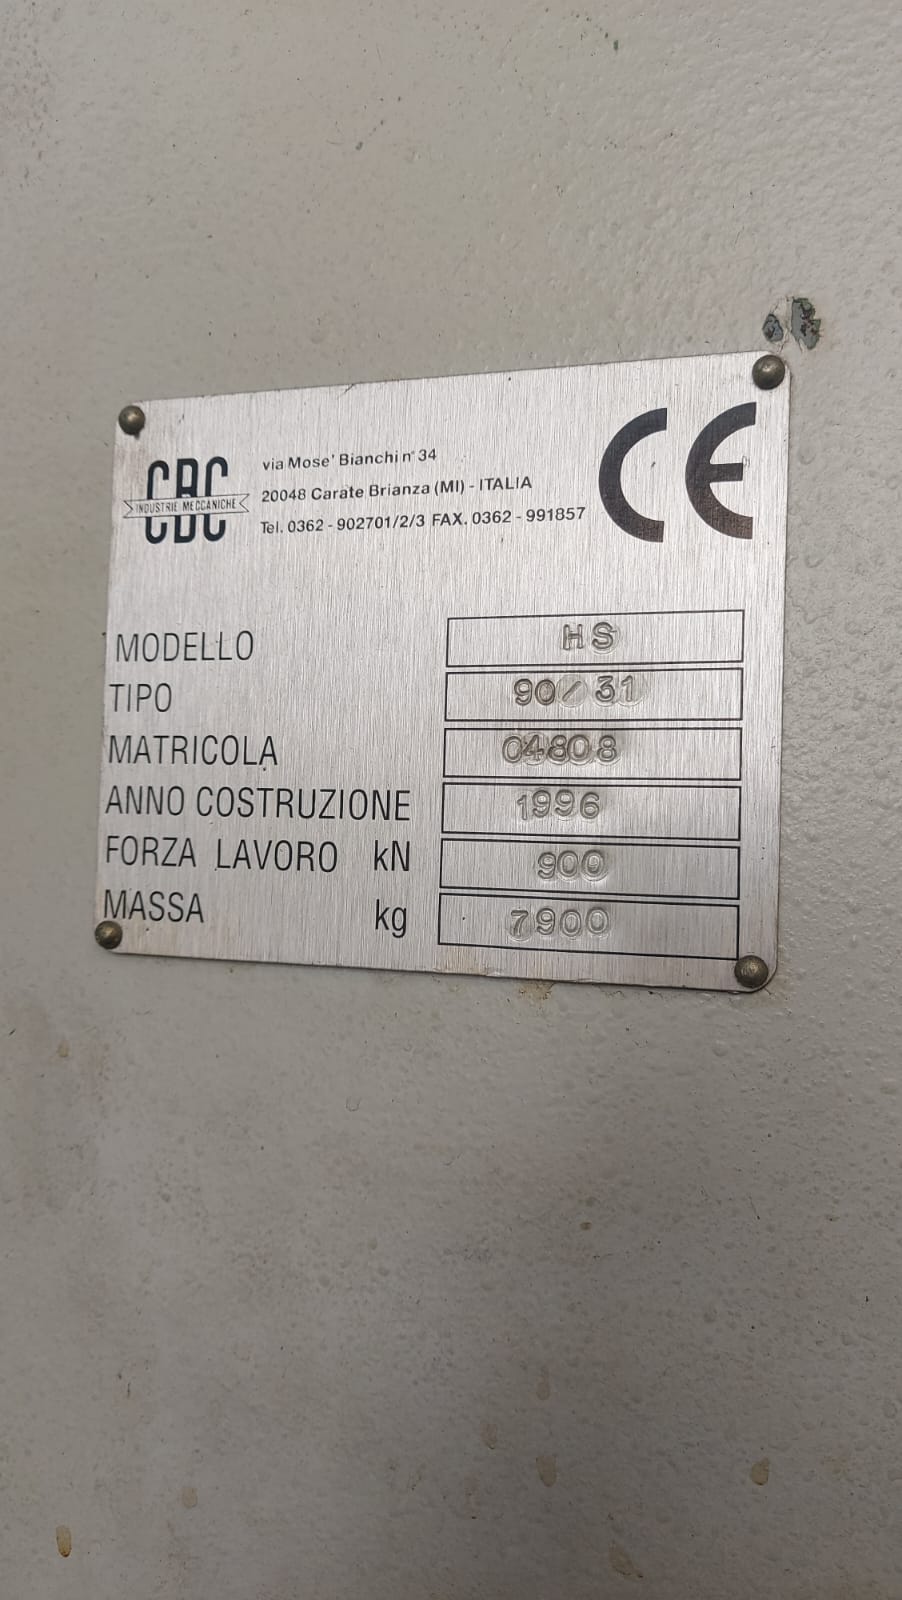 CBC
INDUSTRIE MECCANICHE
CBC
via Mose' Bianchi n° 34
20048 Carate Brianza (MI) - ITALIA
Tel. 0362 - 902701/2/3 FAX. 0362 - 991857
CE
MODELLO HS
TIPO 90/31
MATRICOLA 04808
ANNO COSTRUZIONE 1996
FORZA LAVORO kN 900
MASSA kg 7900